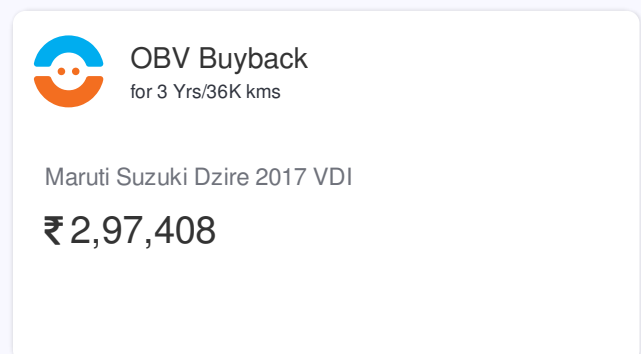 OBV Buyback
for 3 Yrs/36K kms
Maruti Suzuki Dzire 2017 VDI
₹ 2,97,408